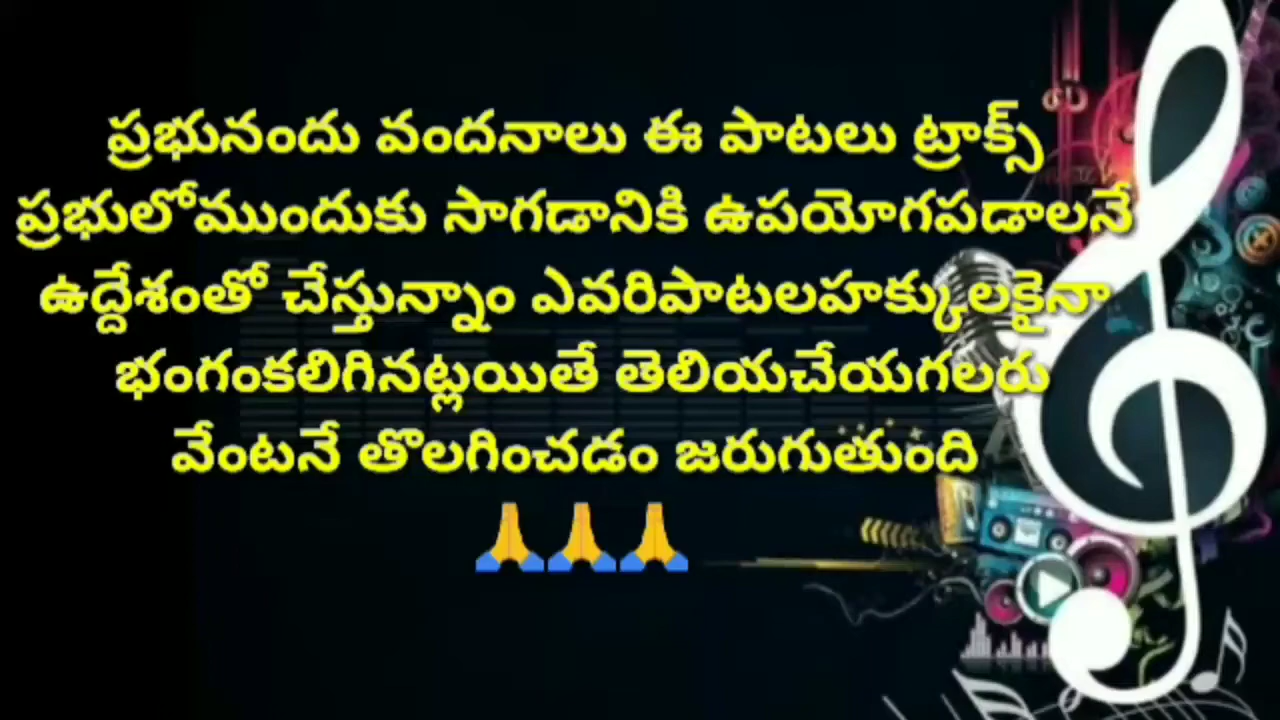 ప్రభునందు వందనాలు ఈ పాటలు ట్రాక్స్
ప్రభులోముందుకు సాగడానికి ఉపయోగపడాలనే
ఉద్దేశంతో చేస్తున్నాం ఎవరిపాటలహక్కులకైనా
భంగంకలిగినట్లయితే తెలియచేయగలరు
వేంటనే తొలగించడం జరుగుతుంది
🙏🙏🙏